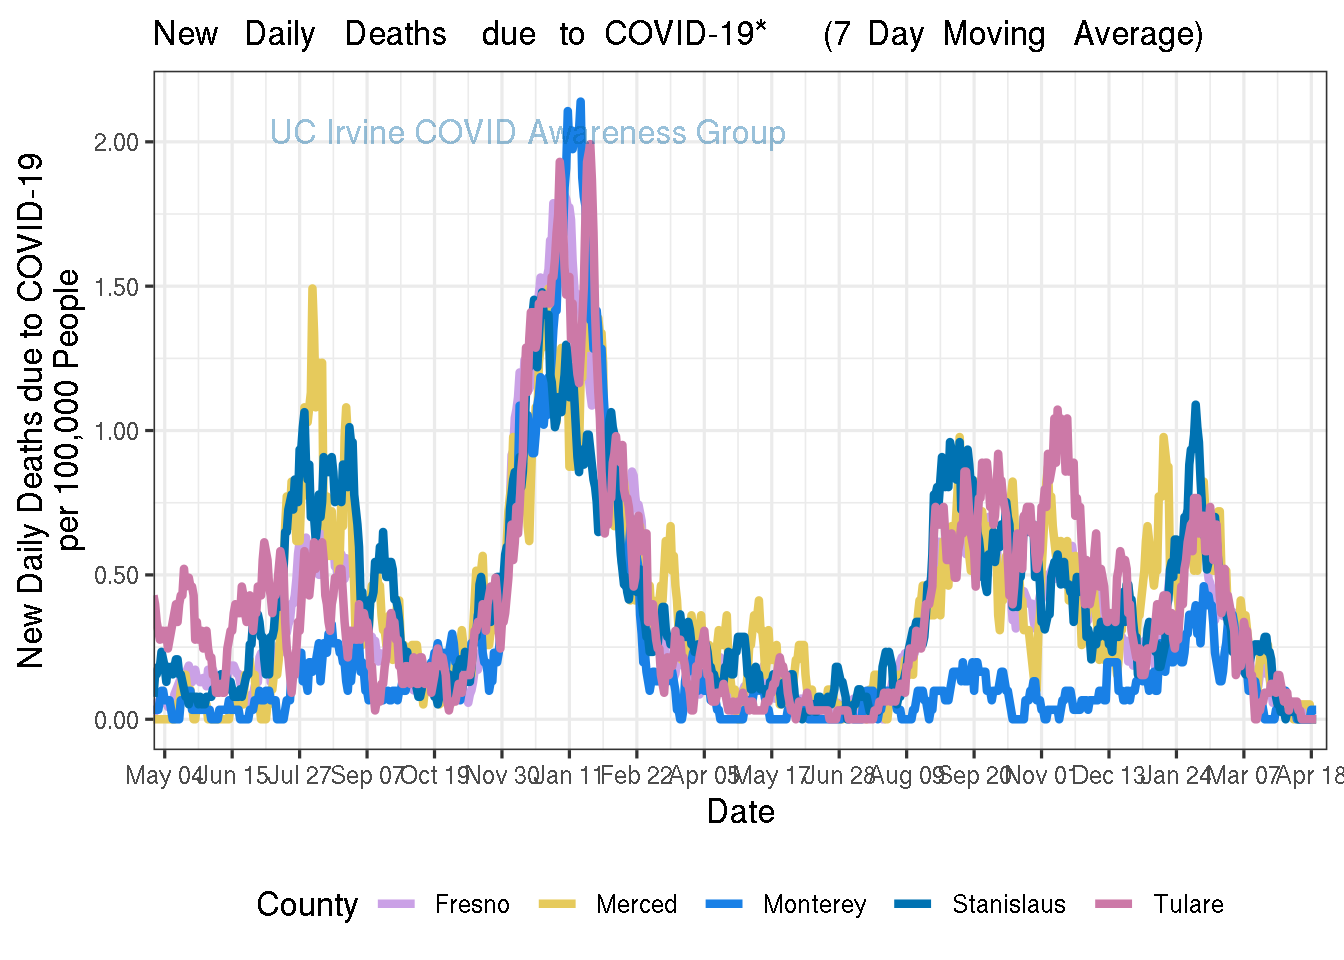 New Daily Deaths due to COVID-19* (7 Day Moving Average)
UC Irvine COVID Awareness Group
New Daily Deaths due to COVID-19
per 100,000 People
2.00
1.50
1.00
0.50
0.00
May 04 Jun 15 Jul 27 Sep 07 Oct 19 Nov 30 Jan 11 Feb 22 Apr 05 May 17 Jun 28 Aug 09 Sep 20 Nov 01 Dec 13 Jan 24 Mar 07 Apr 18
Date
County Fresno Merced Monterey Stanislaus Tulare